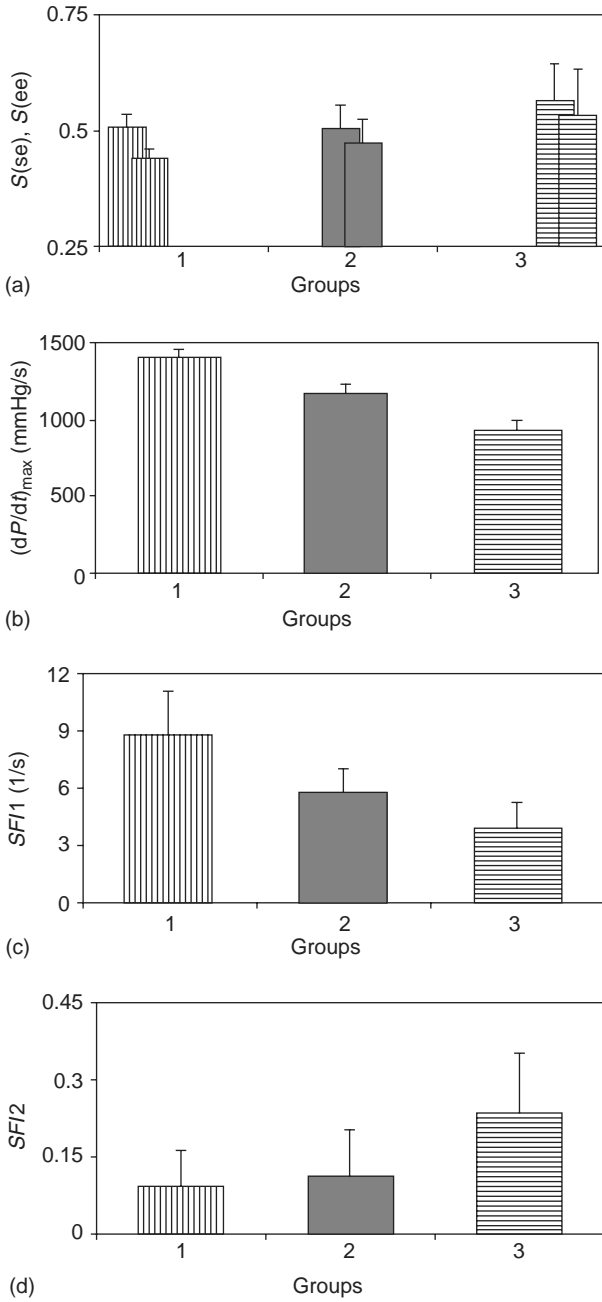 0.75
0.5
0.25
S(se), S(ee)
1 2 3
Groups
(a)
1500
1000
500
0
(dP/dt)max (mmHg/s)
1 2 3
Groups
(b)
12
9
6
3
0
SFI1 (1/s)
1 2 3
Groups
(c)
0.45
0.3
0.15
0
SFI2
1 2 3
Groups
(d)